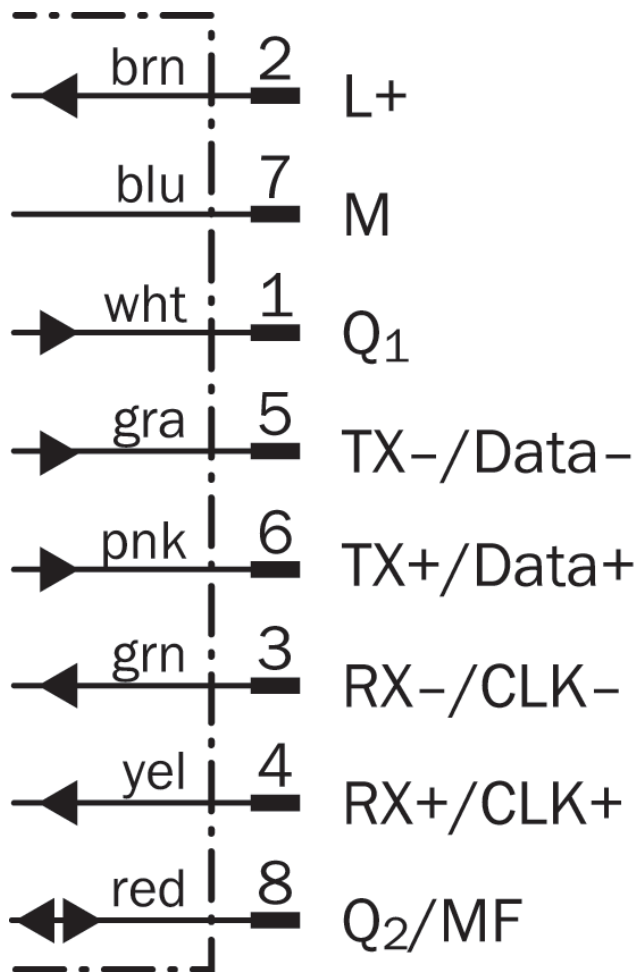 brn 2 L+
blu 7 M
wht 1 Q₁
gra 5 TX–/Data–
pnk 6 TX+/Data+
grn 3 RX–/CLK–
yel 4 RX+/CLK+
red 8 Q₂/MF